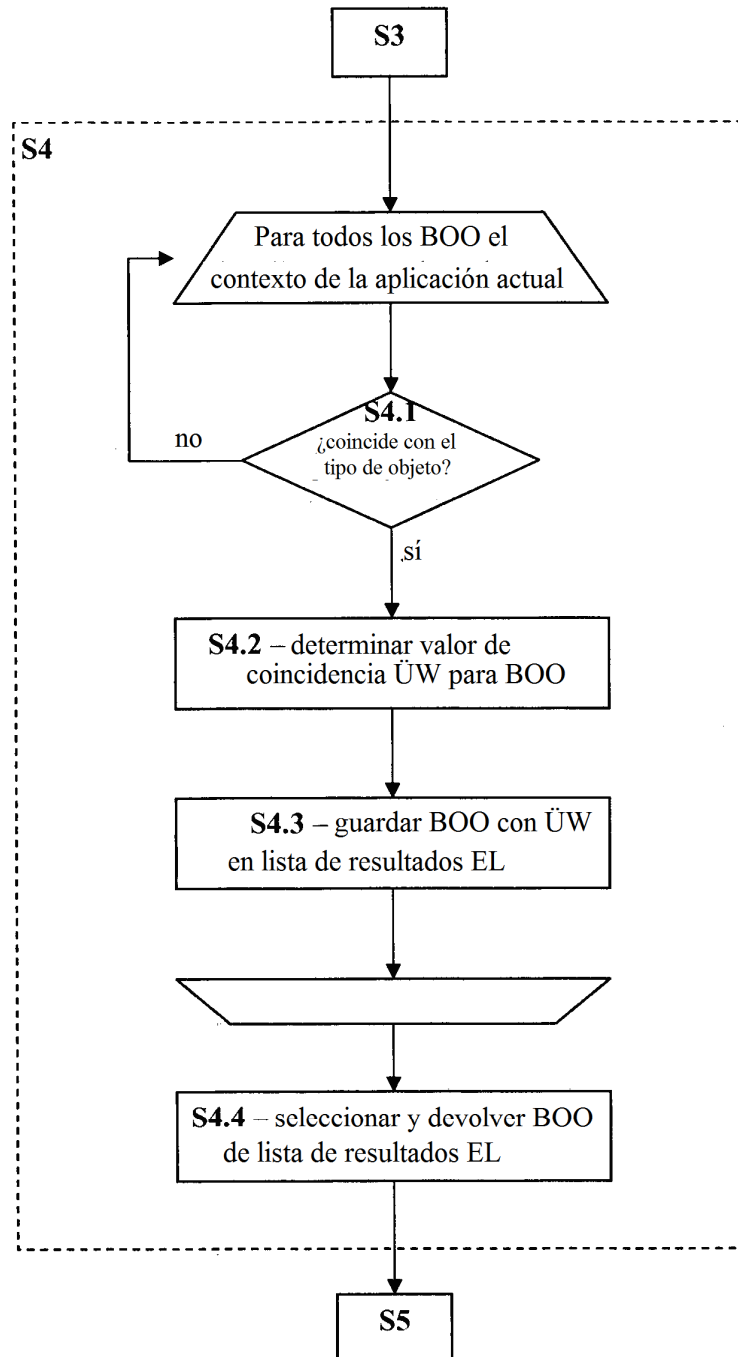 S3
S4
Para todos los BOO el
contexto de la aplicación actual
S4.1
¿coincide con el
tipo de objeto?
no
sí
S4.2 – determinar valor de
coincidencia ÜW para BOO
S4.3 – guardar BOO con ÜW
en lista de resultados EL
S4.4 – seleccionar y devolver BOO
de lista de resultados EL
S5